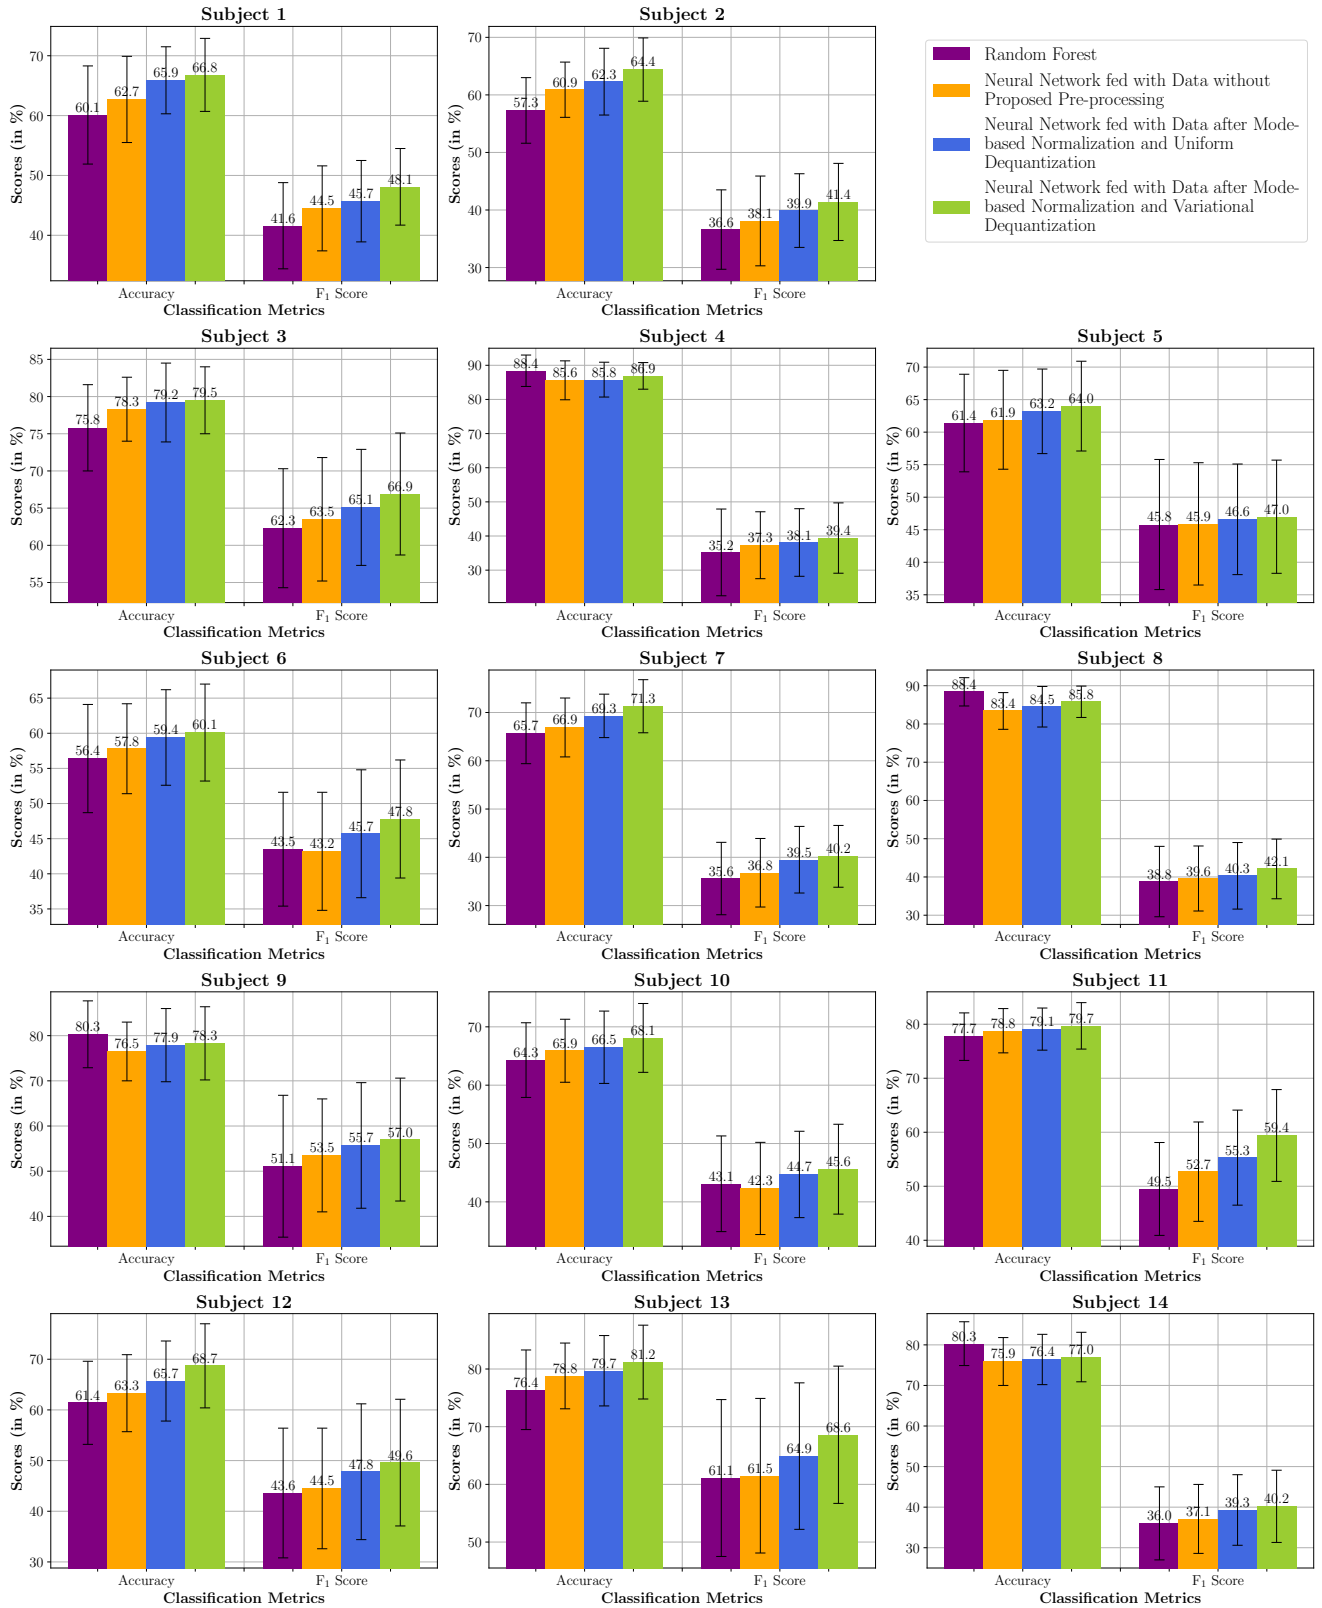 Subject 1
Scores (in %)
70
60
50
40
60.1
62.7
65.9
66.8
41.6
44.5
45.7
48.1
Accuracy
F1 Score
Classification Metrics
Subject 2
Scores (in %)
70
60
50
40
30
57.3
60.9
62.3
64.4
36.6
38.1
39.9
41.4
Accuracy
F1 Score
Classification Metrics
Random Forest
Neural Network fed with Data without
Proposed Pre-processing
Neural Network fed with Data after Mode-
based Normalization and Uniform
Dequantization
Neural Network fed with Data after Mode-
based Normalization and Variational
Dequantization
Subject 3
Scores (in %)
85
80
75
70
65
60
55
75.8
78.3
79.2
79.5
62.3
63.5
65.1
66.9
Accuracy
F1 Score
Classification Metrics
Subject 4
Scores (in %)
90
80
70
60
50
40
30
88.4
85.6
85.8
86.9
35.2
37.3
38.1
39.4
Accuracy
F1 Score
Classification Metrics
Subject 5
Scores (in %)
70
65
60
55
50
45
40
35
61.4
61.9
63.2
64.0
45.8
45.9
46.6
47.0
Accuracy
F1 Score
Classification Metrics
Subject 6
Scores (in %)
65
60
55
50
45
40
35
56.4
57.8
59.4
60.1
43.5
43.2
45.7
47.8
Accuracy
F1 Score
Classification Metrics
Subject 7
Scores (in %)
70
60
50
40
30
65.7
66.9
69.3
71.3
35.6
36.8
39.5
40.2
Accuracy
F1 Score
Classification Metrics
Subject 8
Scores (in %)
90
80
70
60
50
40
30
88.4
83.4
84.5
85.8
38.8
39.6
40.3
42.1
Accuracy
F1 Score
Classification Metrics
Subject 9
Scores (in %)
80
70
60
50
40
80.3
76.5
77.9
78.3
51.1
53.5
55.7
57.0
Accuracy
F1 Score
Classification Metrics
Subject 10
Scores (in %)
70
60
50
40
64.3
65.9
66.5
68.1
43.1
42.3
44.7
45.6
Accuracy
F1 Score
Classification Metrics
Subject 11
Scores (in %)
80
70
60
50
40
77.7
78.8
79.1
79.7
49.5
52.7
55.3
59.4
Accuracy
F1 Score
Classification Metrics
Subject 12
Scores (in %)
70
60
50
40
30
61.4
63.3
65.7
68.7
43.6
44.5
47.8
49.6
Accuracy
F1 Score
Classification Metrics
Subject 13
Scores (in %)
80
70
60
50
76.4
78.8
79.7
81.2
61.1
61.5
64.9
68.6
Accuracy
F1 Score
Classification Metrics
Subject 14
Scores (in %)
90
80
70
60
50
40
30
80.3
75.9
76.4
77.0
36.0
37.1
39.3
40.2
Accuracy
F1 Score
Classification Metrics